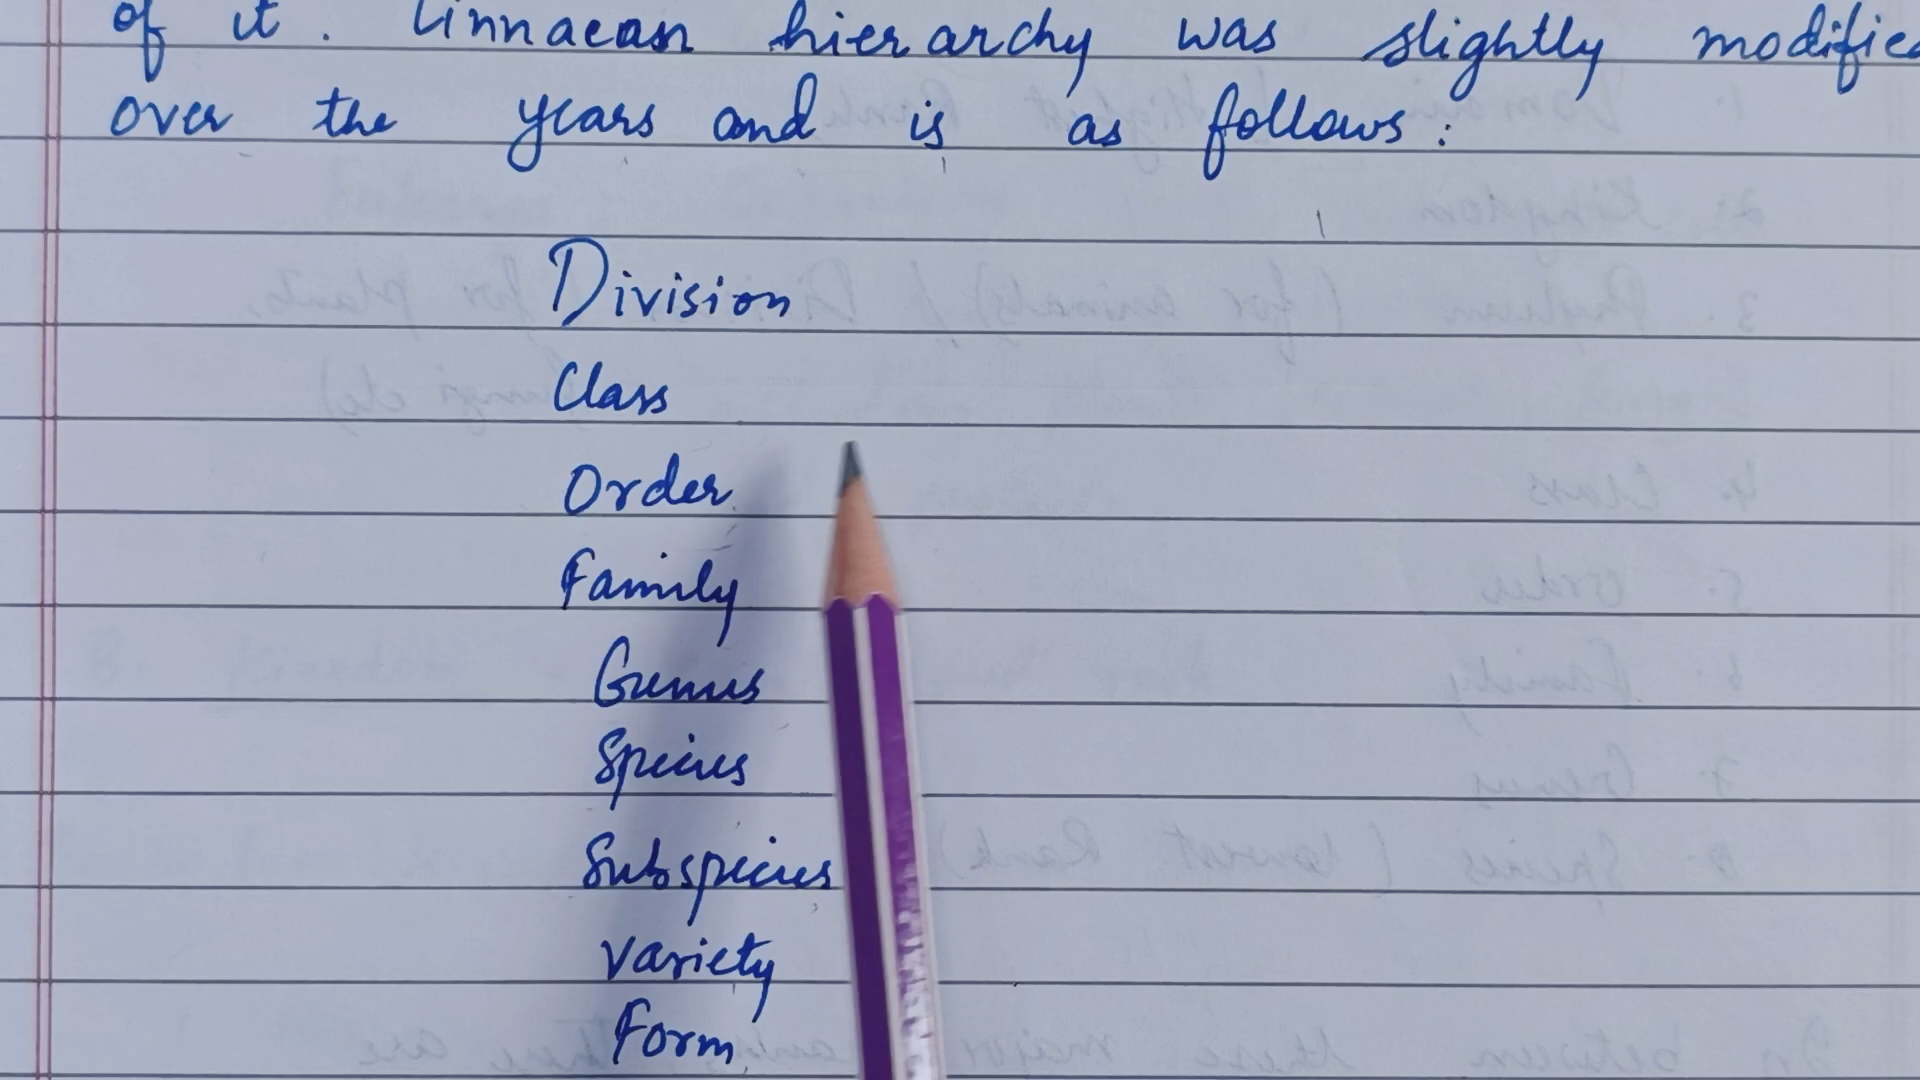 of it. Linnaean hierarchy was slightly modified
over the years and is as follows:
Division
Class
Order
Family
Genus
Species
Subspecies
Variety
Form